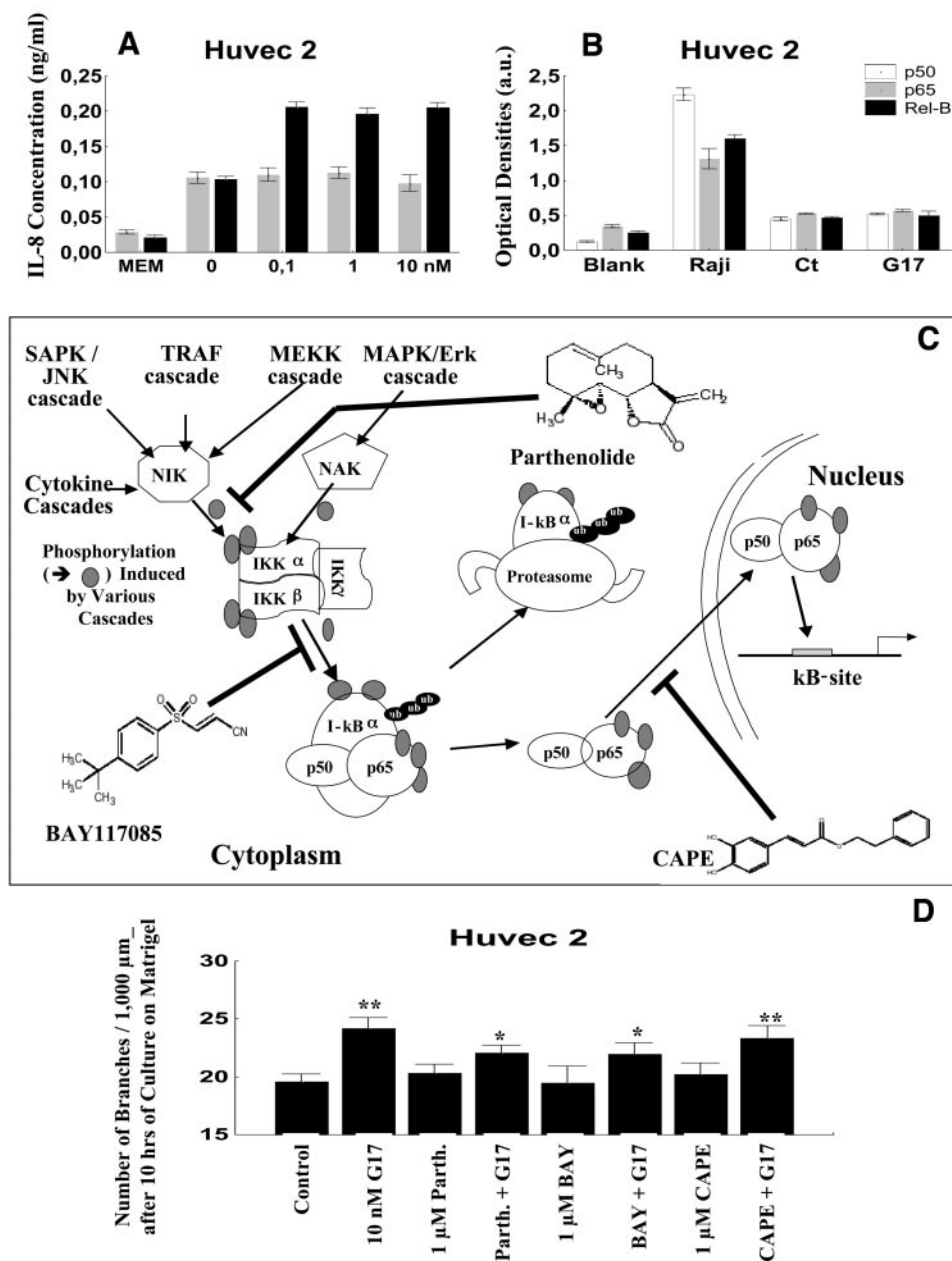 A
Huvec 2
IL-8 Concentration (ng/ml)
0,25
0,20
0,15
0,10
0,05
0,00
MEM 0 0,1 1 10 nM
B
Huvec 2
Optical Densities (a.u.)
2,5
2,0
1,5
1,0
0,5
0,0
Blank Raji Ct G17
p50
p65
Rel-B
C
SAPK /
JNK
cascade
TRAF
cascade
MEKK
cascade
MAPK/Erk
cascade
CH₃
H₃C
O
O
O
CH₂
Parthenolide
Nucleus
NIK
NAK
Cytokine
Cascades
Phosphorylation
(➔ ) Induced
by Various
Cascades
IKK α
IKK β
IKKγ
I-kB α
ub ub ub
Proteasome
p50 p65
kB-site
I-kB α
ub ub ub
p50 p65
p50 p65
O O
S
CN
H₃C
H₃C
CH₃
BAY117085
Cytoplasm
CAPE
HO
HO
O
O
D
Huvec 2
Number of Branches / 1,000 µm_
after 10 hrs of Culture on Matrigel
30
25
20
15
**
*
*
**
Control
10 nM G17
1 µM Parth.
Parth. + G17
1 µM BAY
BAY + G17
1 µM CAPE
CAPE + G17